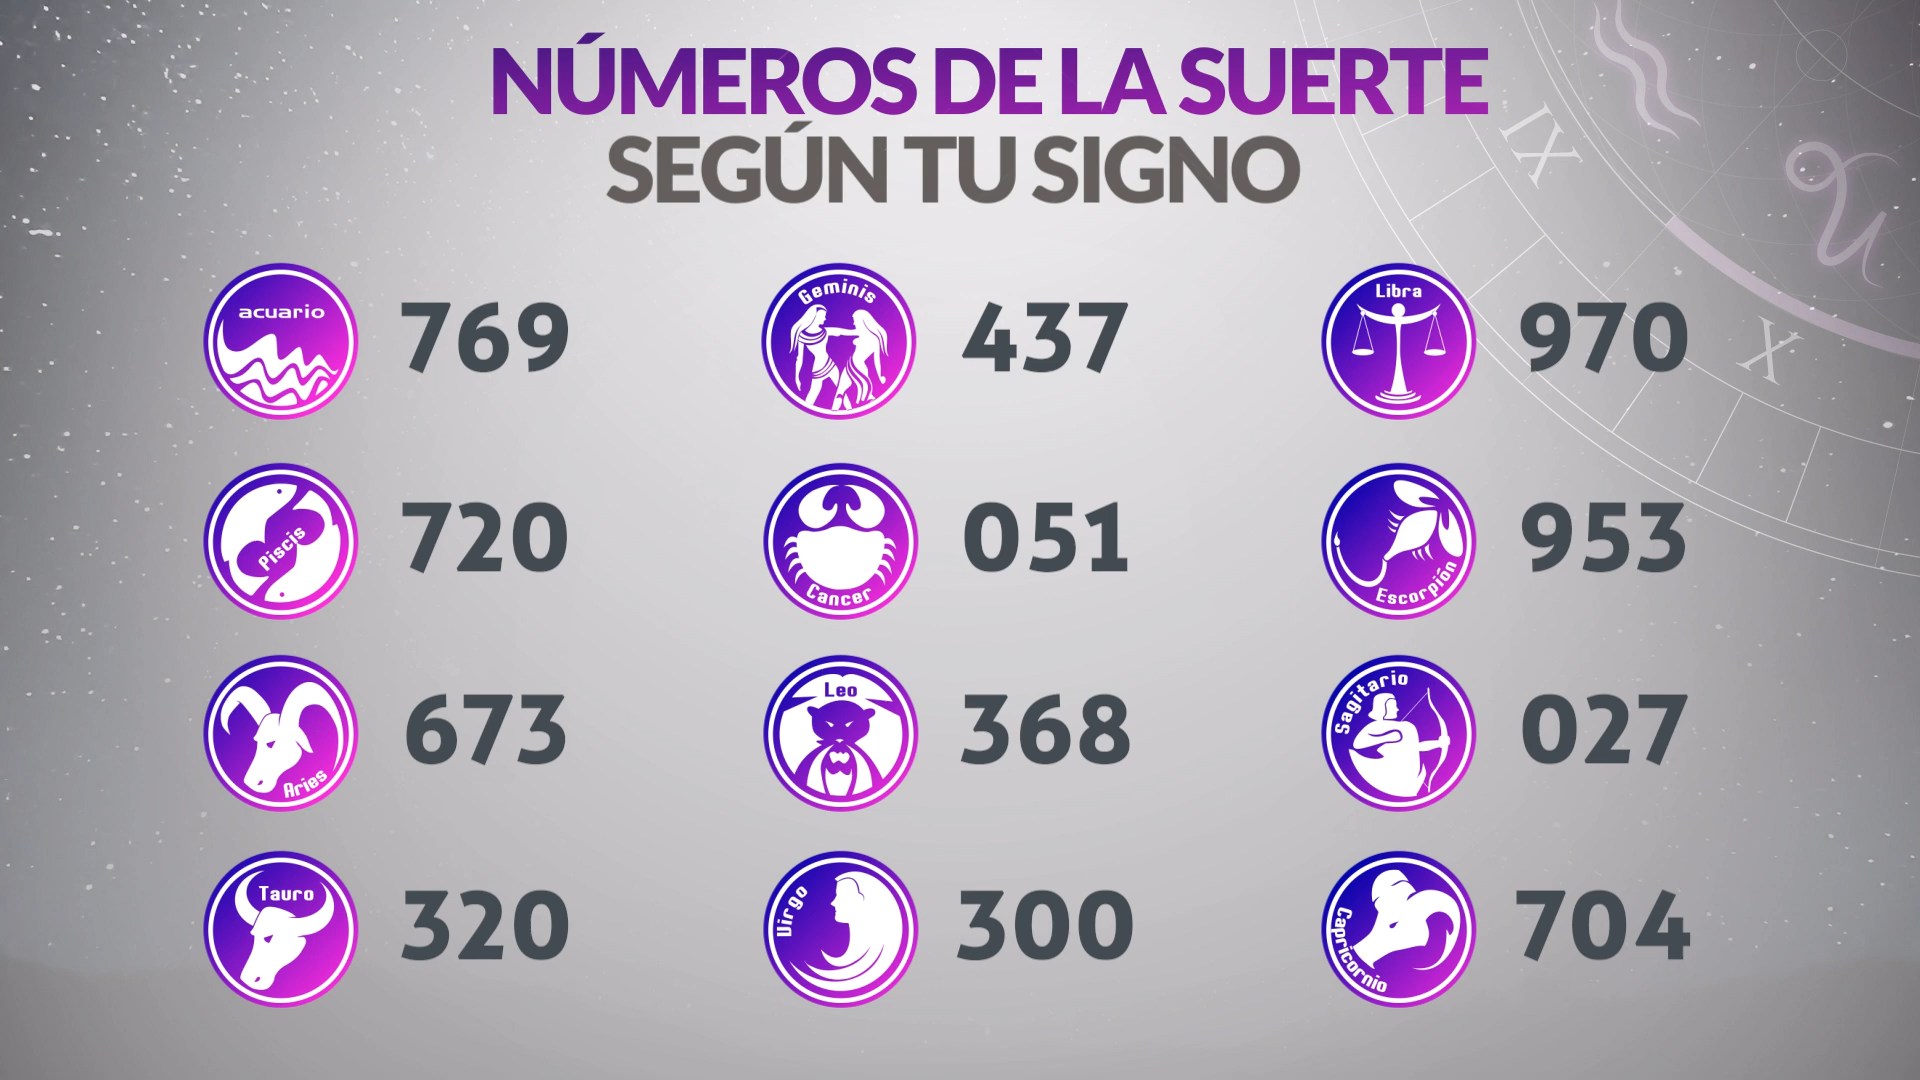 NÚMEROS DE LA SUERTE
SEGÚN TU SIGNO
acuario 769
Geminis 437
Libra 970
Piscis 720
Cancer 051
Escorpión 953
Aries 673
Leo 368
Sagitario 027
Tauro 320
Virgo 300
Capricornio 704
IX
X